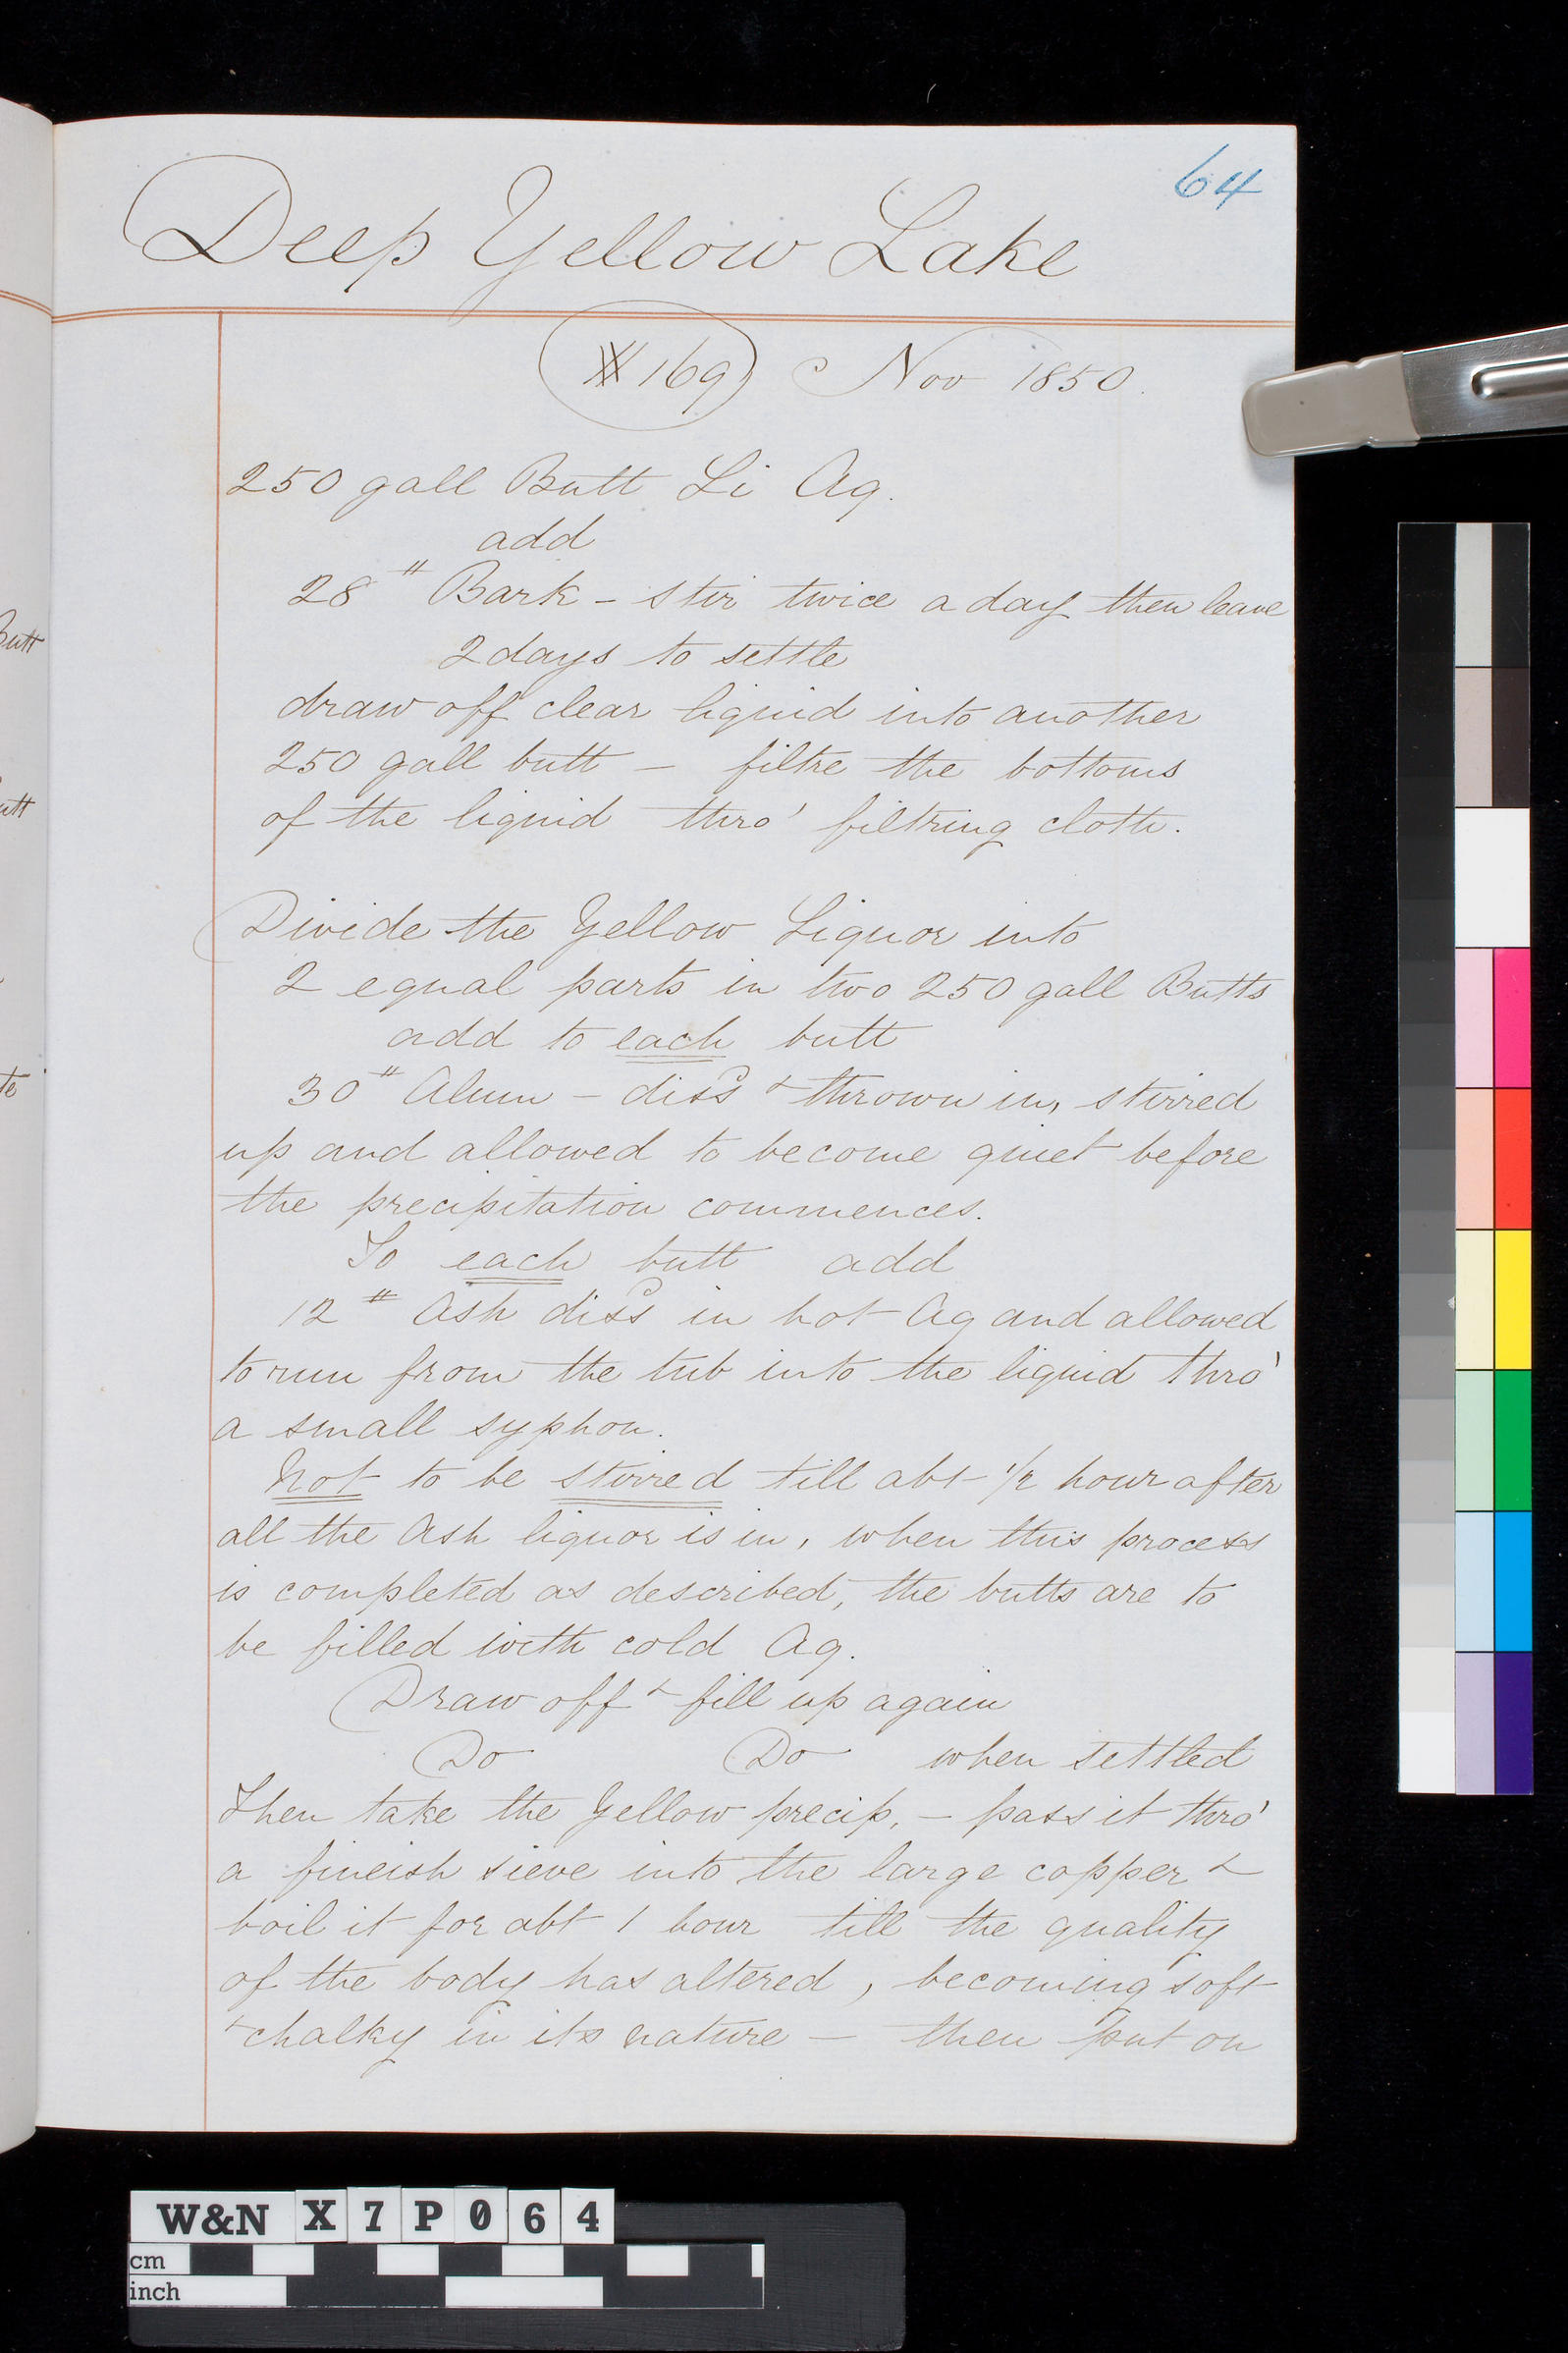 64
Deep Yellow Lake
169 Nov 1850.
250 gall Butt Li Aq.
add
28 # Bark - stir twice a day then leave
2 days to settle
draw off clear liquid into another
250 gall butt — filtre the bottoms
of the liquid thro' filtring cloth.
Divide the Yellow Liquor into
2 equal parts in two 250 gall Butts
add to each butt
30 # Alum - diss & thrown in, stirred
up and allowed to become quiet before
the precipitation commences.
To each butt add
12 # Ash diss in hot Aq and allowed
to run from the tub into the liquid thro'
a small syphon.
Not to be stirred till abt 1/2 hour after
all the Ash liquor is in, when this process
is completed as described, the butts are to
be filled with cold Aq.
Draw off & fill up again
Do Do when settled
Then take the Yellow precip, - pass it thro'
a fineish sieve into the large copper &
boil it for abt 1 hour till the quality
of the body has altered, becoming soft
& chalky in its nature — then put on
Butt
utt
te
W&N X7P064
cm
inch